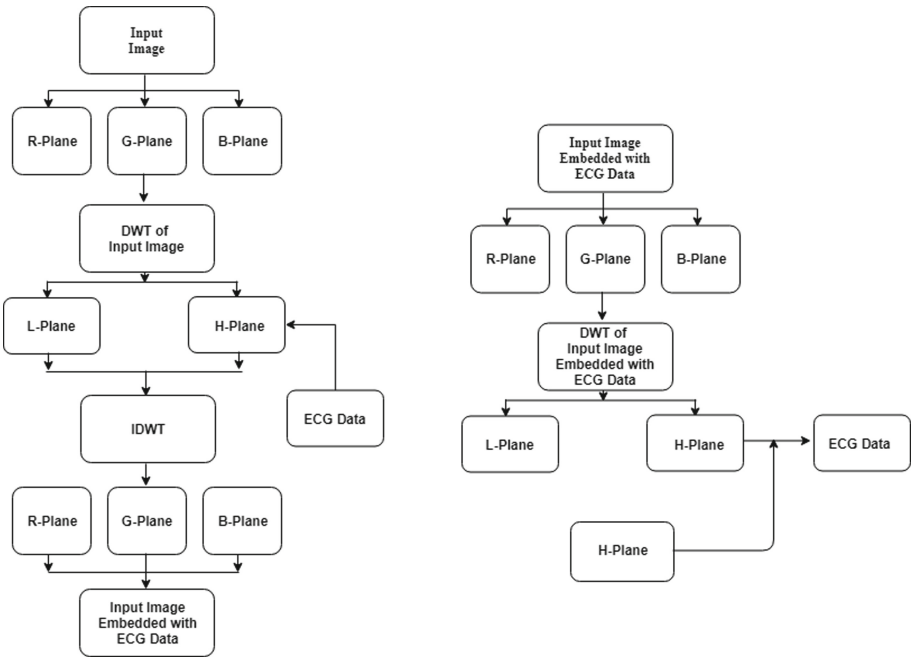 Input
Image
R-Plane
G-Plane
B-Plane
DWT of
Input Image
L-Plane
H-Plane
ECG Data
IDWT
R-Plane
G-Plane
B-Plane
Input Image
Embedded with
ECG Data
Input Image
Embedded with
ECG Data
R-Plane
G-Plane
B-Plane
DWT of
Input Image
Embedded with
ECG Data
L-Plane
H-Plane
ECG Data
H-Plane